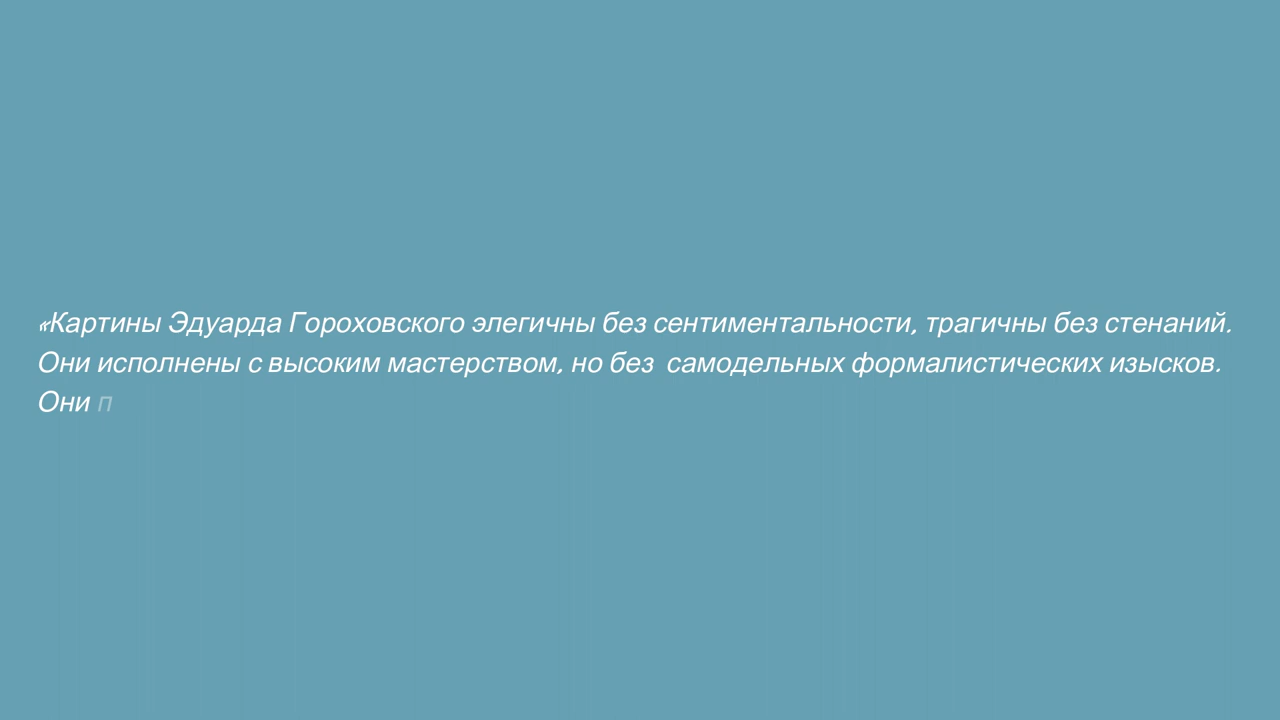 «Картины Эдуарда Гороховского элегичны без сентиментальности, трагичны без стенаний.
Они исполнены с высоким мастерством, но без  самодельных формалистических изысков.
Они п